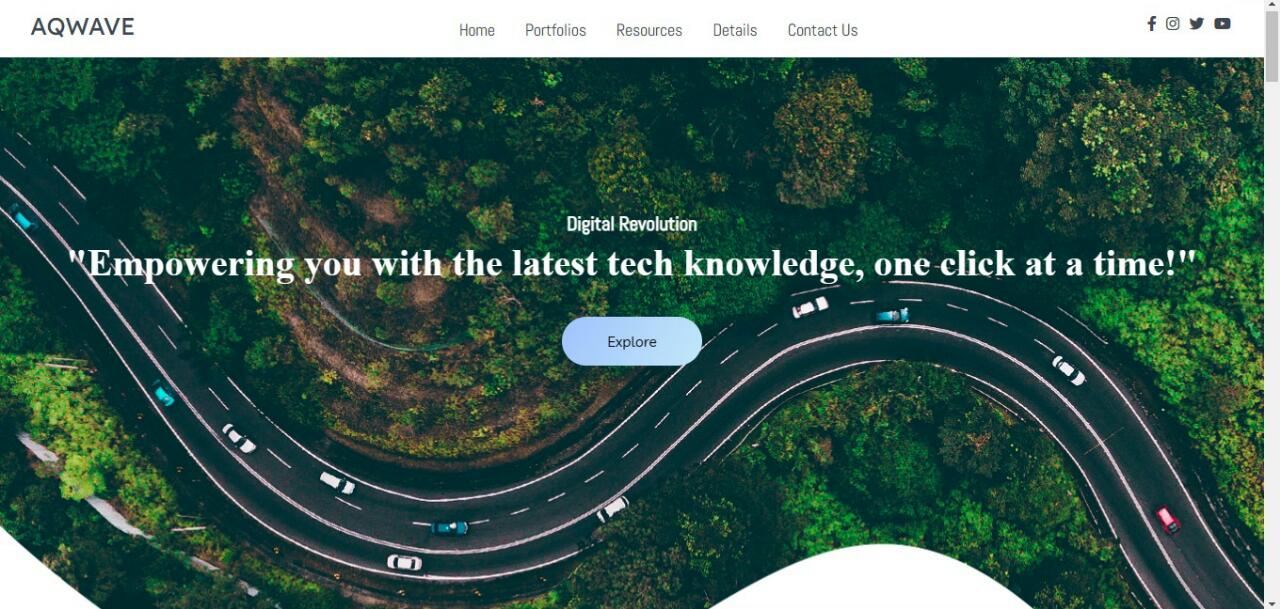 AQWAVE
Home Portfolios Resources Details Contact Us
Digital Revolution
"Empowering you with the latest tech knowledge, one click at a time!"
Explore